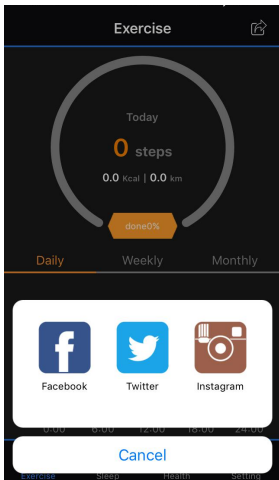 Exercise
Today
0 steps
0.0 Kcal | 0.0 km
done0%
Daily Weekly Monthly
Facebook Twitter Instagram
0:00 6:00 12:00 18:00 24:00
Cancel
Exercise Sleep Health Setting